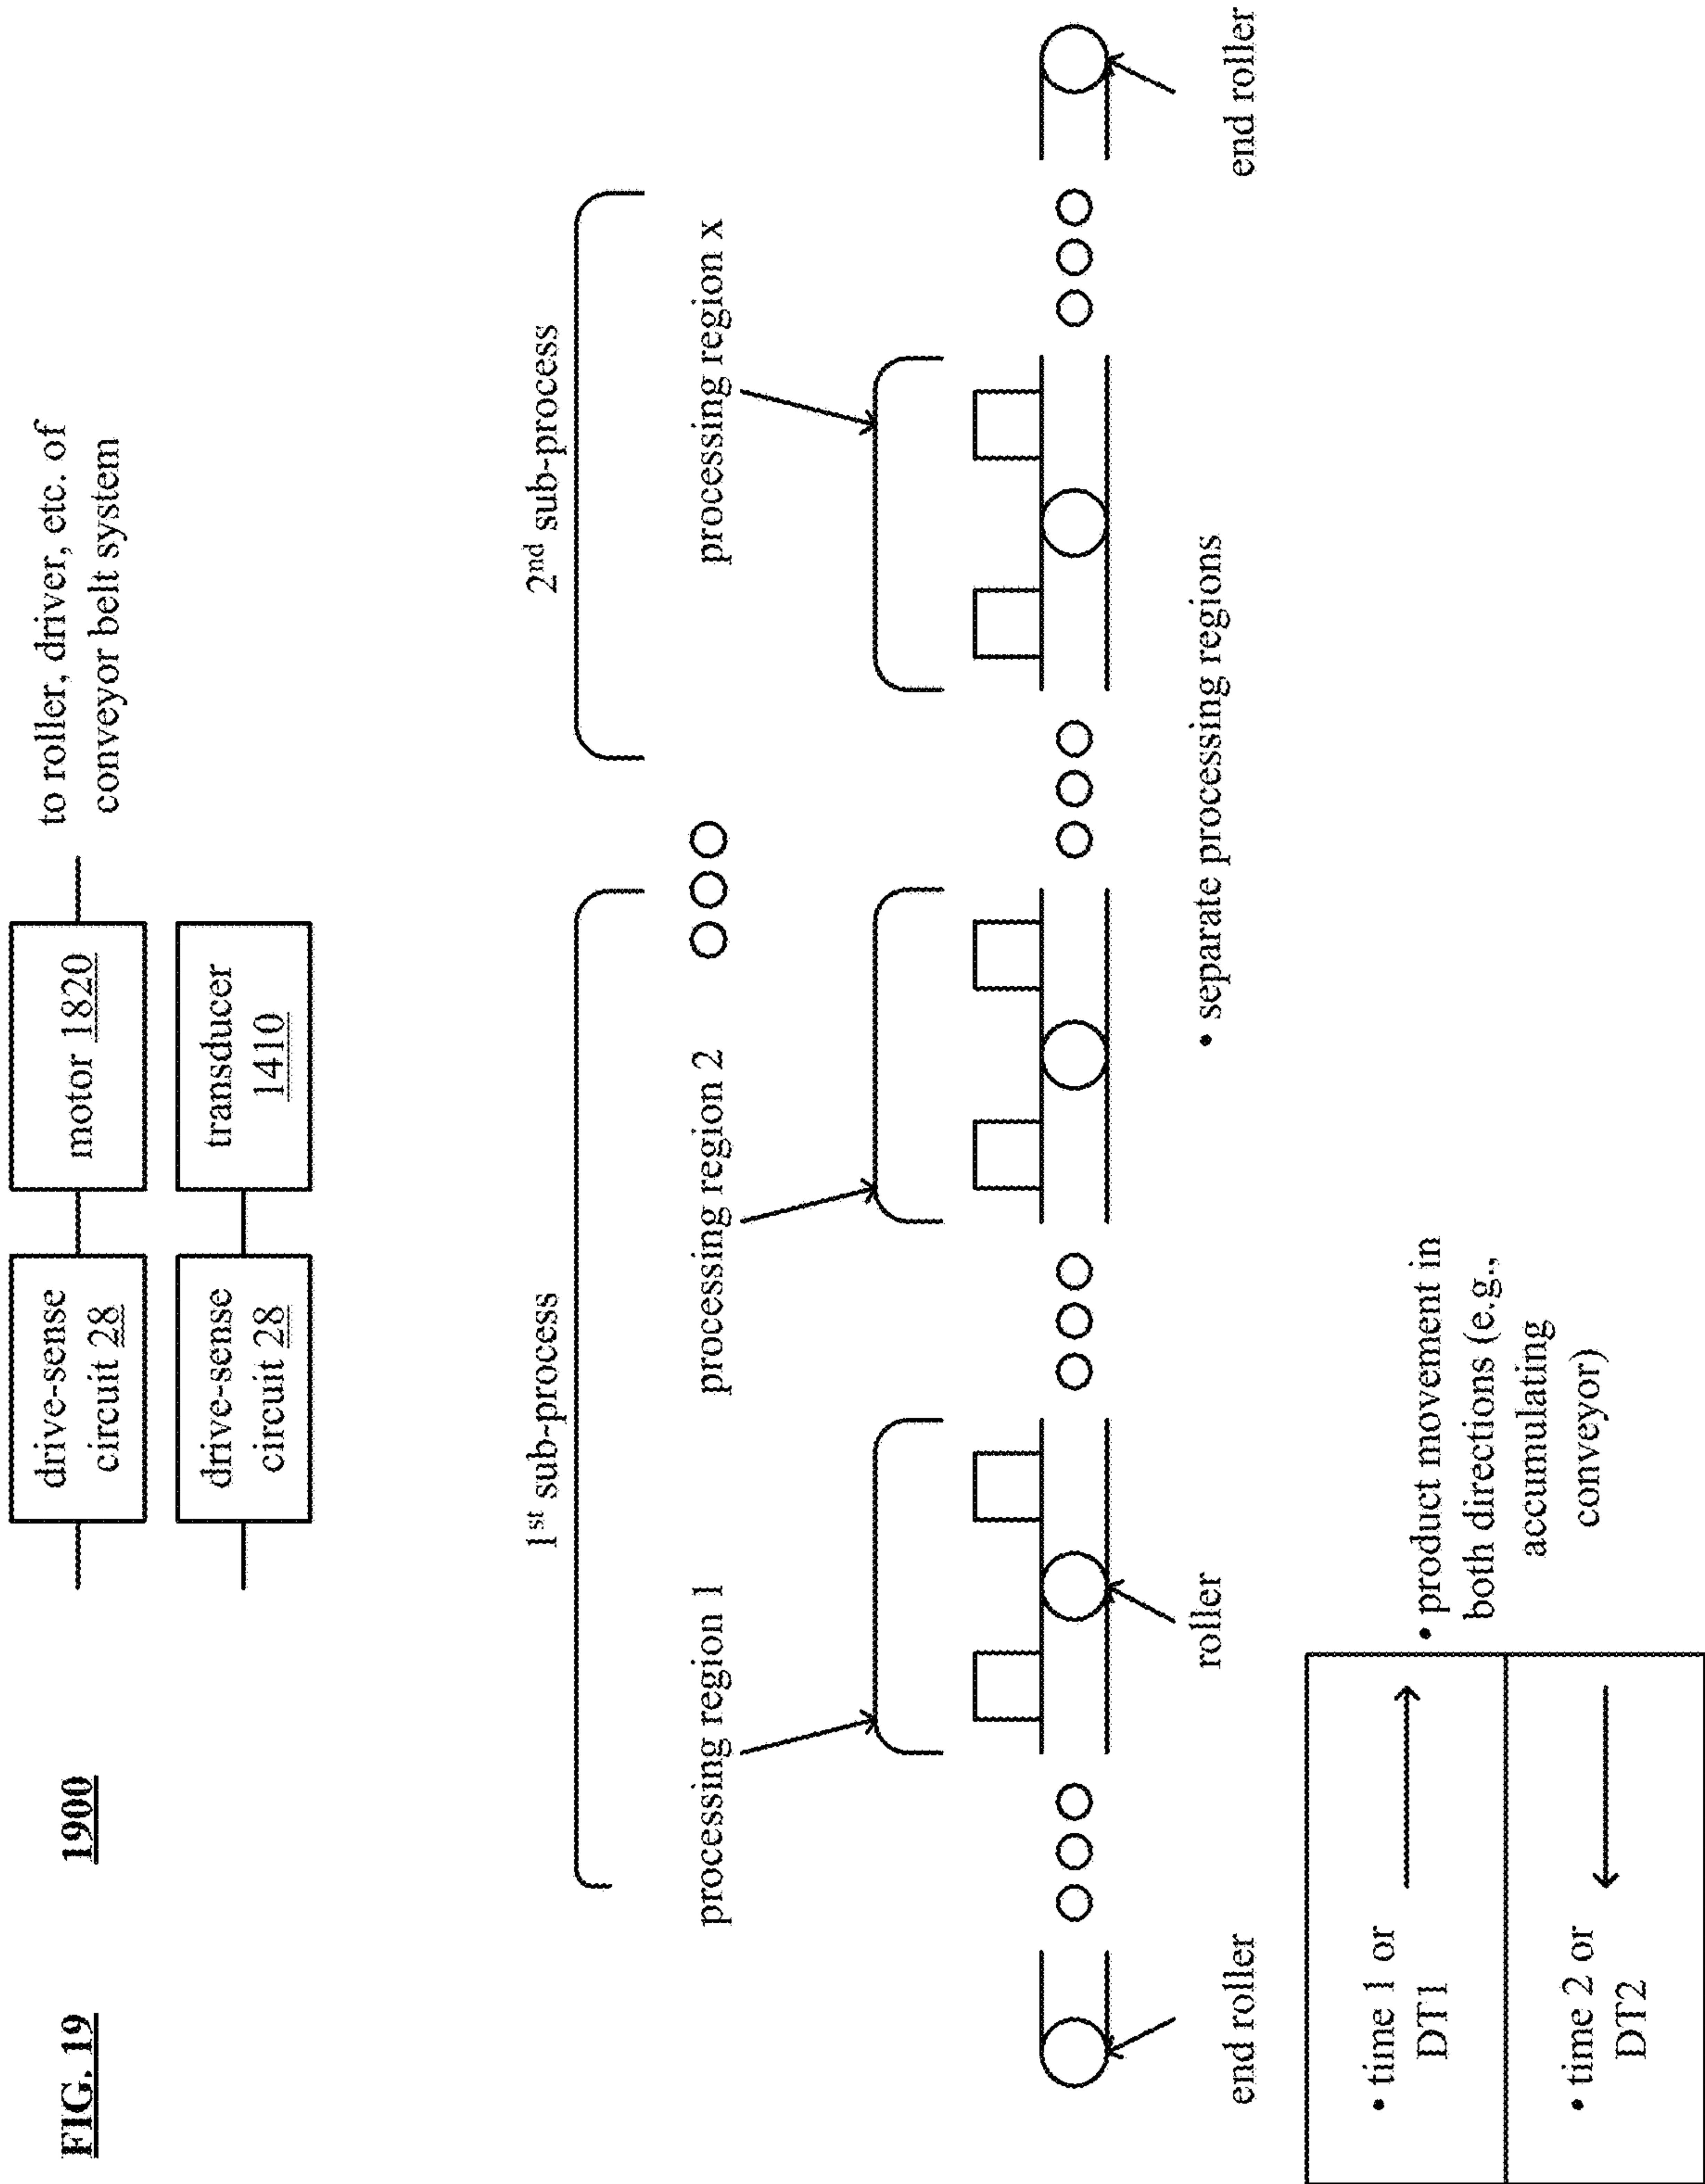 FIG. 19
1900
drive-sense
circuit 28
motor 1820
to roller, driver, etc. of
conveyor belt system
drive-sense
circuit 28
transducer
1410
1st sub-process
2nd sub-process
processing region 1
processing region 2
processing region x
end roller
roller
• separate processing regions
end roller
• time 1 or
DT1
• time 2 or
DT2
• product movement in
both directions (e.g.,
accumulating
conveyor)